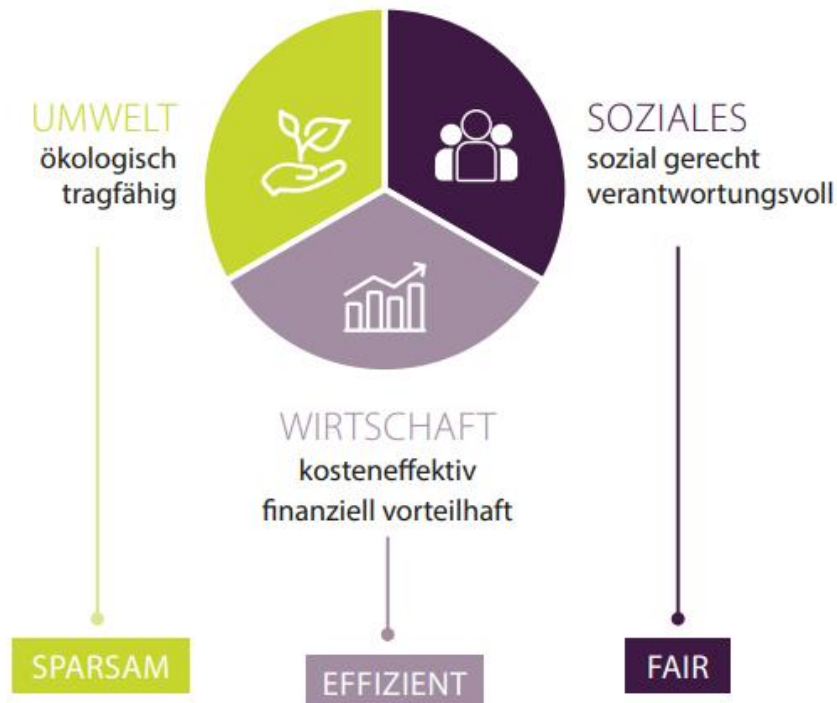 UMWELT
ökologisch
tragfähig
SOZIALES
sozial gerecht
verantwortungsvoll
WIRTSCHAFT
kosteneffektiv
finanziell vorteilhaft
SPARSAM
EFFIZIENT
FAIR